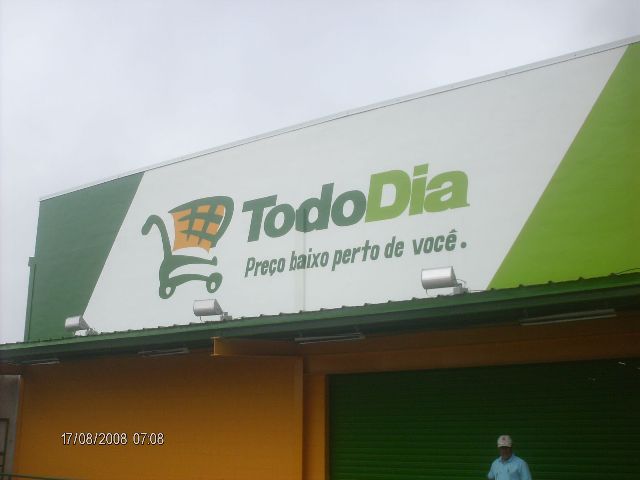 TodoDia
Preço baixo perto de você.
17/08/2008 07:08